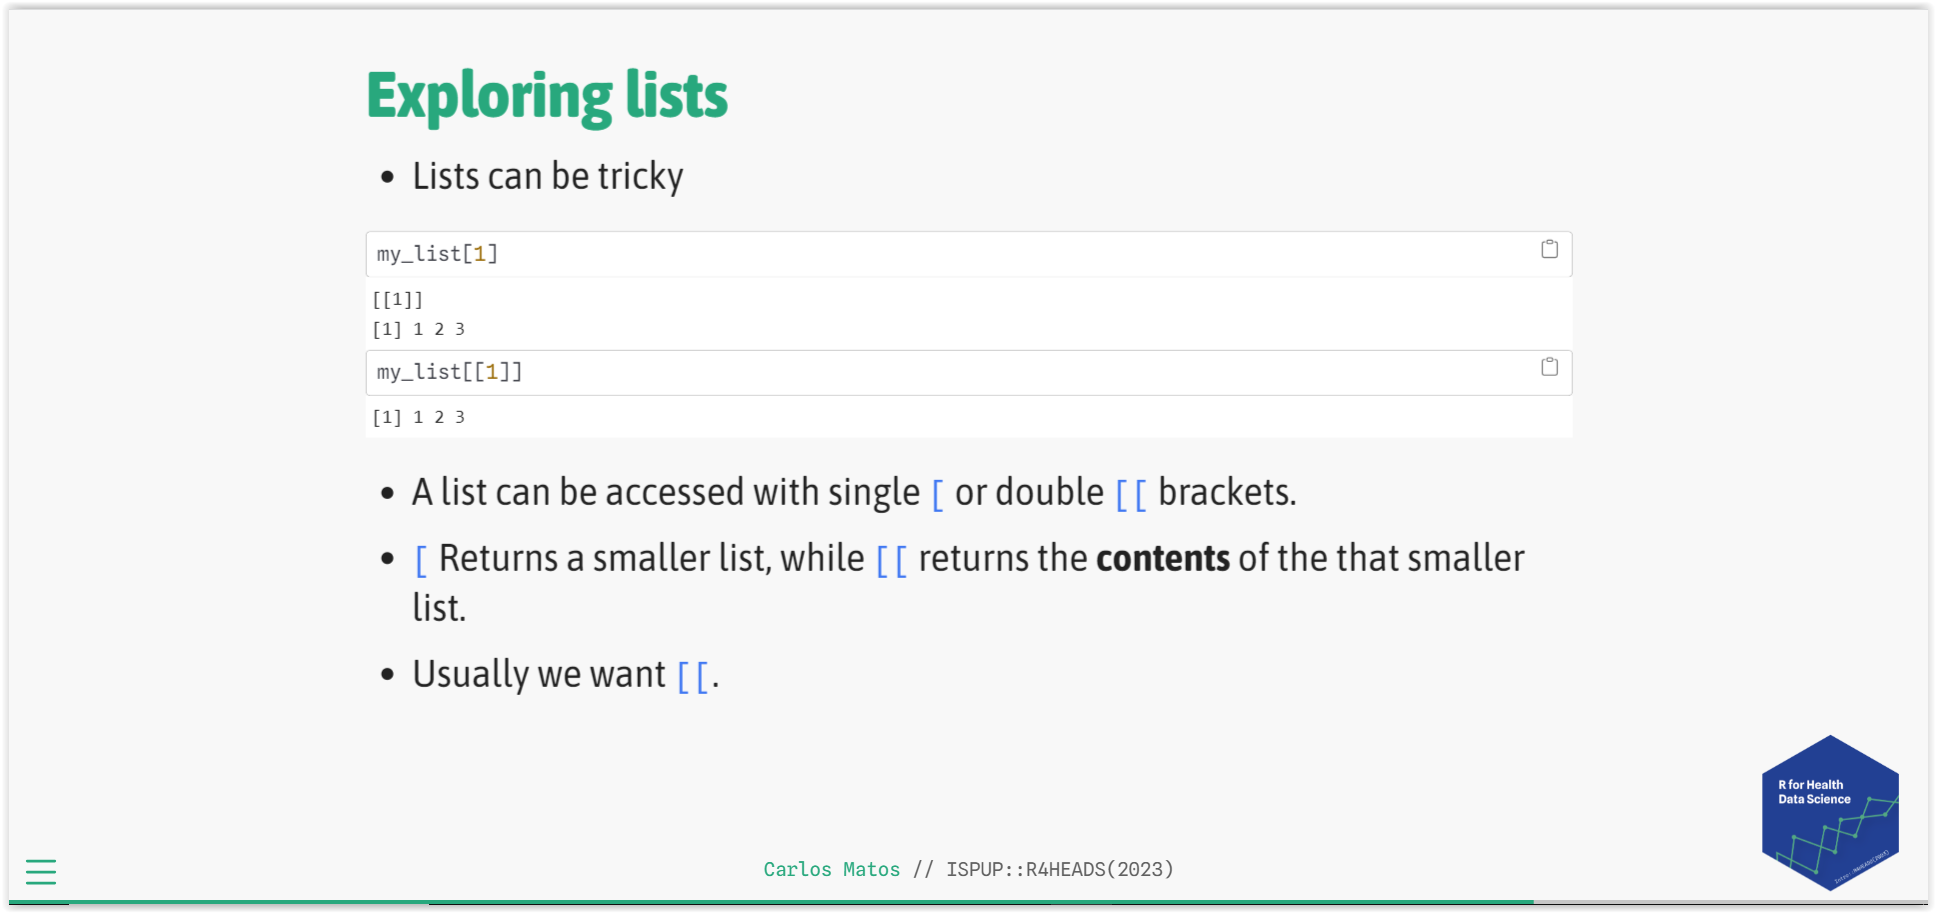 Exploring lists
• Lists can be tricky
my_list[1]
[[1]]
[1] 1 2 3
my_list[[1]]
[1] 1 2 3
• A list can be accessed with single [ or double [[ brackets.
• [ Returns a smaller list, while [[ returns the contents of the that smaller
list.
• Usually we want [[.
R for Health
Data Science
Carlos Matos // ISPUP::R4HEADS(2023)